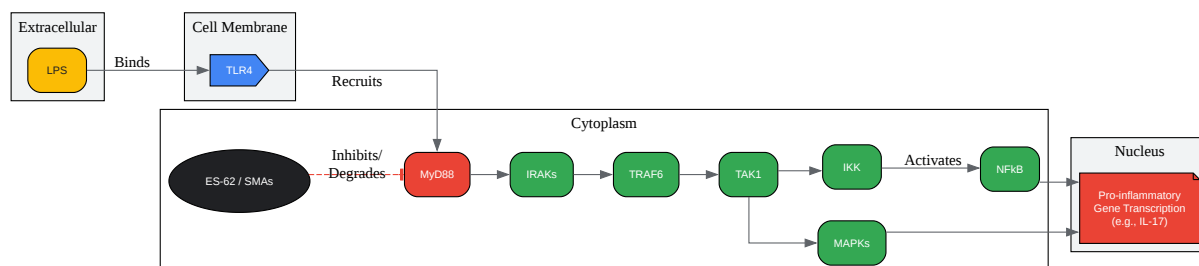 Extracellular
LPS
Binds
Cell Membrane
TLR4
Recruits
Cytoplasm
ES-62 / SMAs
Inhibits/
Degrades
MyD88
IRAKs
TRAF6
TAK1
IKK
Activates
NFkB
MAPKs
Nucleus
Pro-inflammatory
Gene Transcription
(e.g., IL-17)